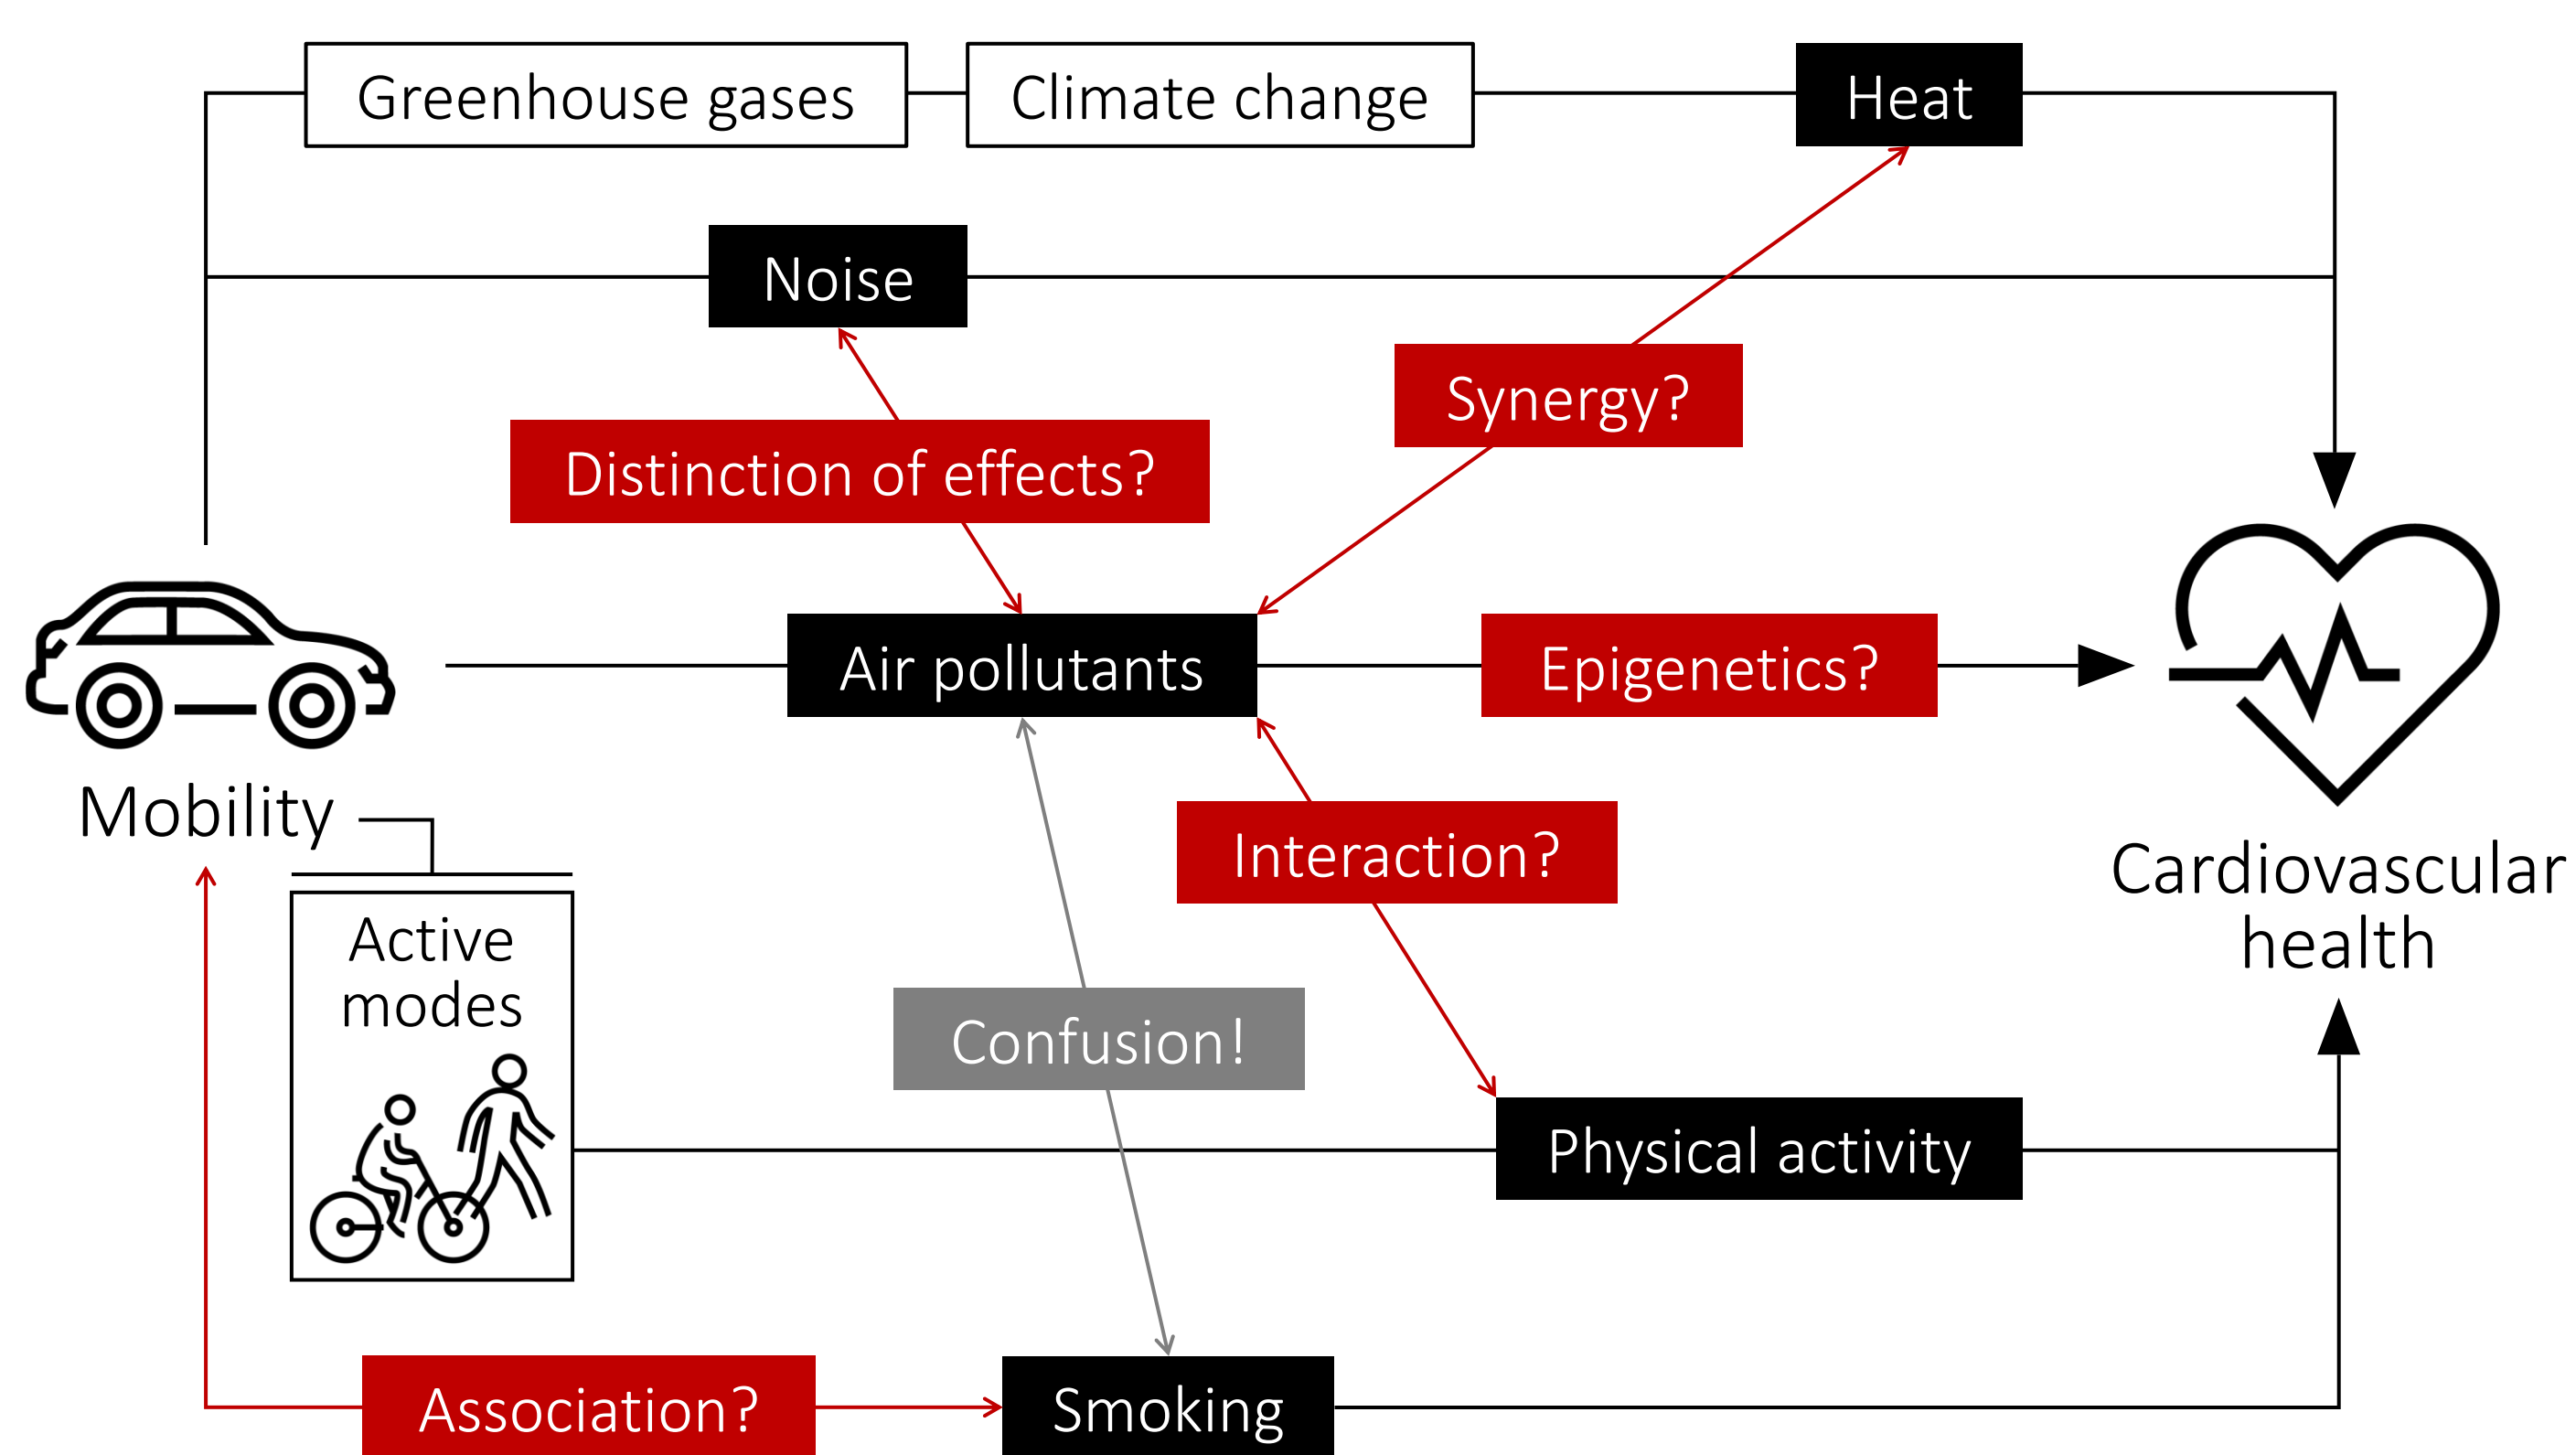 Greenhouse gases
Climate change
Heat
Noise
Synergy?
Distinction of effects?
Air pollutants
Epigenetics?
Mobility
Interaction?
Cardiovascular
health
Active
modes
Confusion!
Physical activity
Association?
Smoking